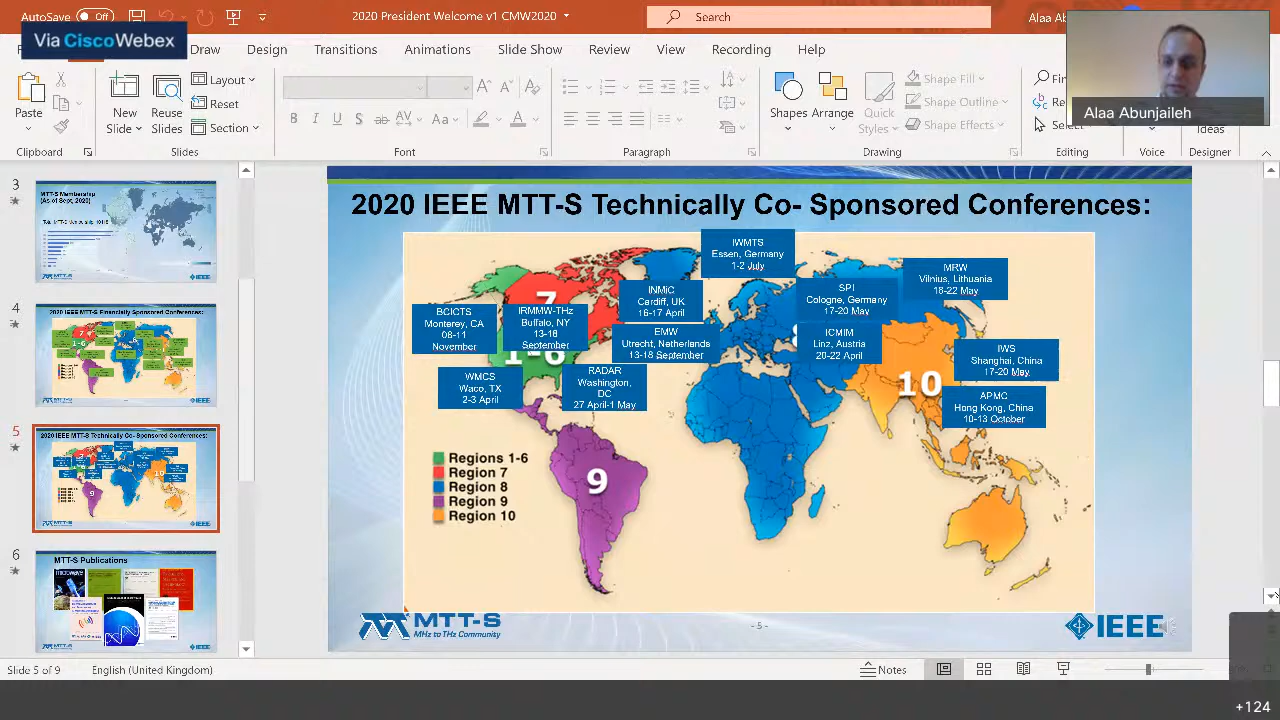 AutoSave
Off
2020 President Welcome v1 CMW2020
Search
Alaa Ab
Via Cisco Webex
Draw
Design
Transitions
Animations
Slide Show
Review
View
Recording
Help
Paste
New
Slide
Reuse
Slides
Layout
Reset
Section
B I U S ab AV Aa A
Shapes
Arrange
Quick
Styles
Shape Fill
Shape Outline
Shape Effects
Select
Ideas
Alaa Abunjaileh
Clipboard
Slides
Font
Paragraph
Drawing
Editing
Voice
Designer
3
MTT-S Membership
4
5
2020 IEEE MTT-S Technically Co-Sponsored Conferences:
6
MTT-S Publications
2020 IEEE MTT-S Technically Co- Sponsored Conferences:
IWMTS
Essen, Germany
1-2 July
MRW
Vilnius, Lithuania
18-22 May
INMiC
Cardiff, UK
16-17 April
SPI
Cologne, Germany
17-20 May
BCICTS
Monterey, CA
08-11
November
IRMMW-THz
Buffalo, NY
13-18
September
EMW
Utrecht, Netherlands
13-18 September
ICMIM
Linz, Austria
20-22 April
IWS
Shanghai, China
17-20 May
WMCS
Waco, TX
2-3 April
RADAR
Washington,
DC
27 April-1 May
APMC
Hong Kong, China
10-13 October
7
1-6
10
9
Regions 1-6
Region 7
Region 8
Region 9
Region 10
MTT-S
MHz to THz Community
- 5 -
IEEE
Slide 5 of 9
English (United Kingdom)
Notes
+124